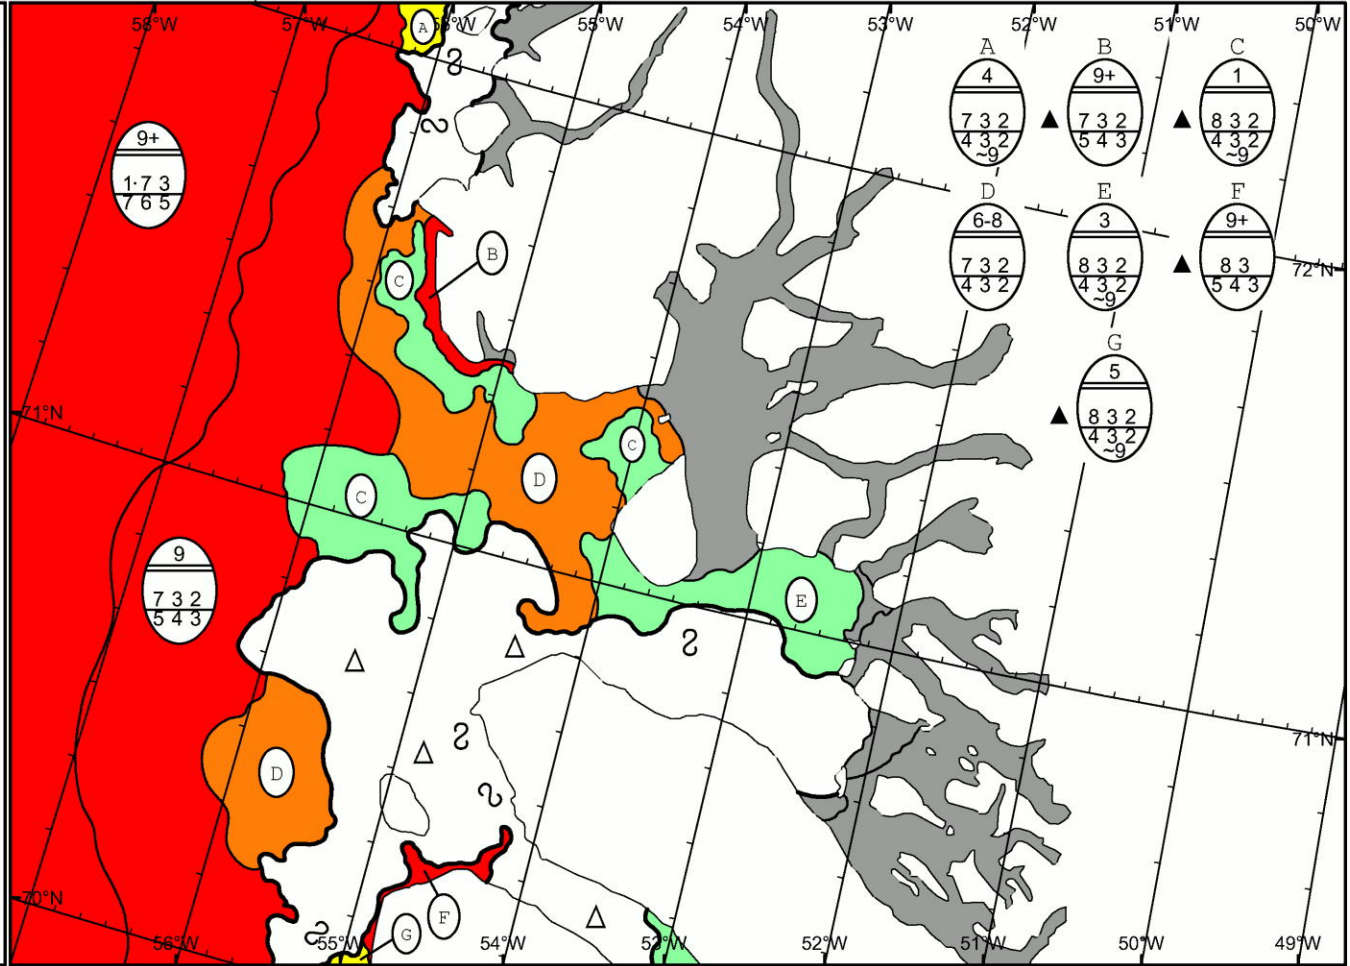 58°W 57°W 56°W 55°W 54°W 53°W 52°W 51°W 50°W
A
A B C
4 9+ 1
7 3 2 7 3 2 8 3 2
4 3 2 5 4 3 4 3 2
~9 ~9
9+
1·7 3
7 6 5
D E F
6-8 3 9+
7 3 2 8 3 2 8 3
4 3 2 4 3 2 5 4 3
~9
B
C
72°N
G
5
8 3 2
4 3 2
~9
71°N
C
D
C
9
7 3 2
5 4 3
E
S
S
S
S
S
71°N
D
70°N
F
G
S
56°W 55°W 54°W 53°W 52°W 51°W 50°W 49°W